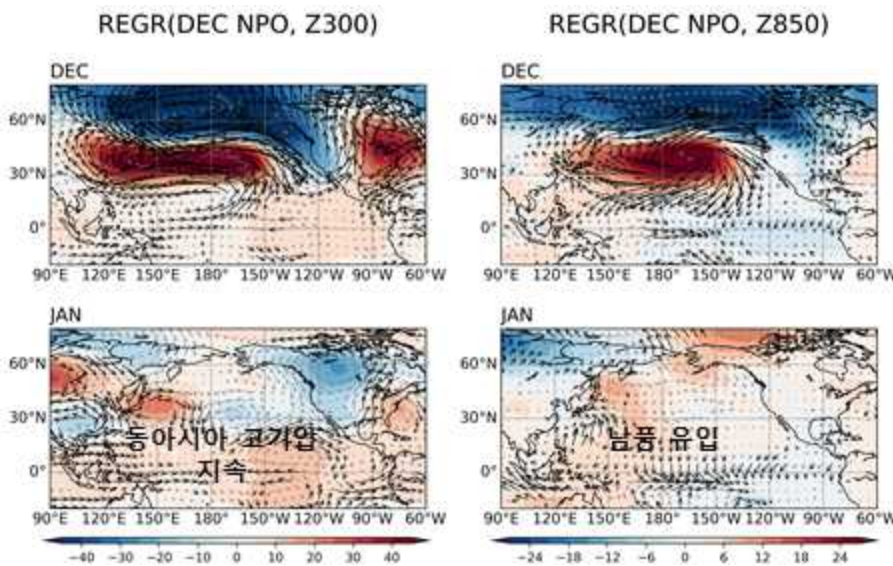 REGR(DEC NPO, Z300)
REGR(DEC NPO, Z850)
DEC
DEC
60°N
30°N
0°
90°E 120°E 150°E 180° 150°W 120°W 90°W 60°W
60°N
30°N
0°
90°E 120°E 150°E 180° 150°W 120°W 90°W 60°W
JAN
JAN
60°N
30°N
0°
동아시아 고기압
지속
90°E 120°E 150°E 180° 150°W 120°W 90°W 60°W
60°N
30°N
0°
남풍 유입
90°E 120°E 150°E 180° 150°W 120°W 90°W 60°W
−40 −30 −20 −10 0 10 20 30 40
−24 −18 −12 −6 0 6 12 18 24